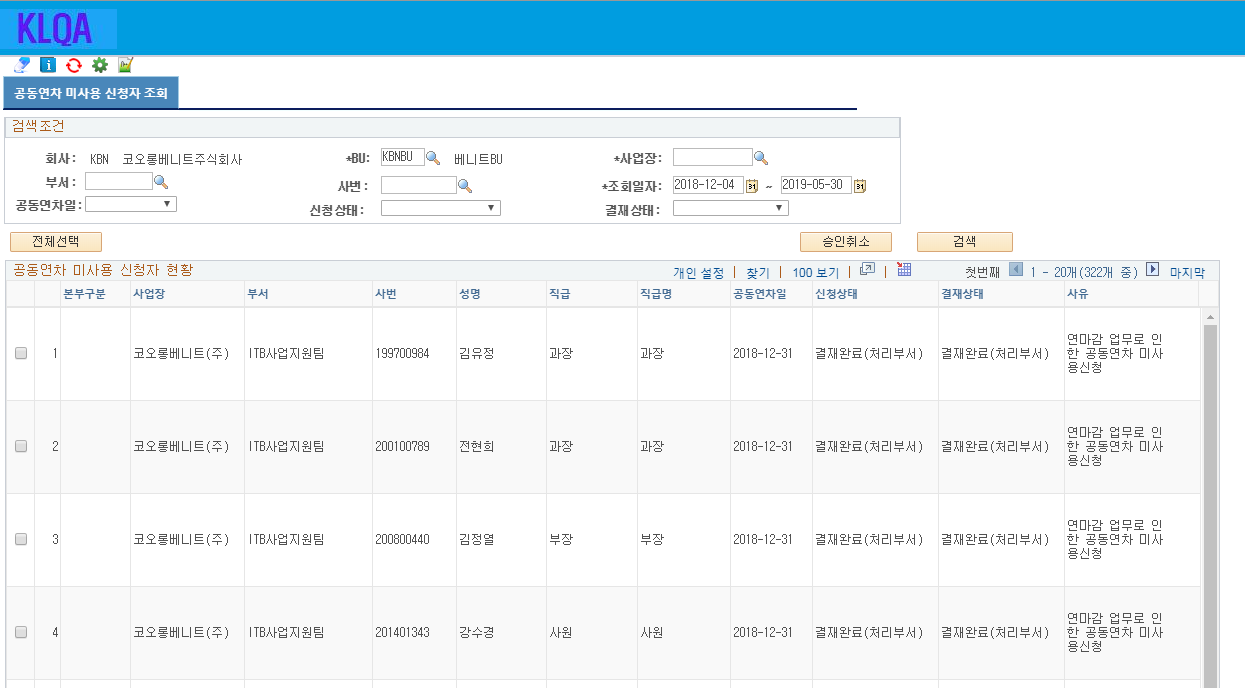 KLQA
공동연차 미사용 신청자 조회
검색조건
회사: KBN 코오롱베니트주식회사 *BU: KBNBU 베니트BU *사업장:
부서: 사번: *조회일자: 2018-12-04 31 ~ 2019-05-30 31
공동연차일: 신청상태: 결재상태:
전체선택 승인취소 검색
공동연차 미사용 신청자 현황 개인 설정 | 찾기 | 100 보기 | | 첫번째 1 - 20개(322개 중) 마지막
본부구분 사업장 부서 사번 성명 직급 직급명 공동연차일 신청상태 결재상태 사유
1 코오롱베니트(주) ITB사업지원팀 199700984 김유정 과장 과장 2018-12-31 결재완료(처리부서) 결재완료(처리부서) 연마감 업무로 인
한 공동연차 미사
용신청
2 코오롱베니트(주) ITB사업지원팀 200100789 전현희 과장 과장 2018-12-31 결재완료(처리부서) 결재완료(처리부서) 연마감 업무로 인
한 공동연차 미사
용신청
3 코오롱베니트(주) ITB사업지원팀 200800440 김정열 부장 부장 2018-12-31 결재완료(처리부서) 결재완료(처리부서) 연마감 업무로 인
한 공동연차 미사
용신청
4 코오롱베니트(주) ITB사업지원팀 201401343 강수경 사원 사원 2018-12-31 결재완료(처리부서) 결재완료(처리부서) 연마감 업무로 인
한 공동연차 미사
용신청